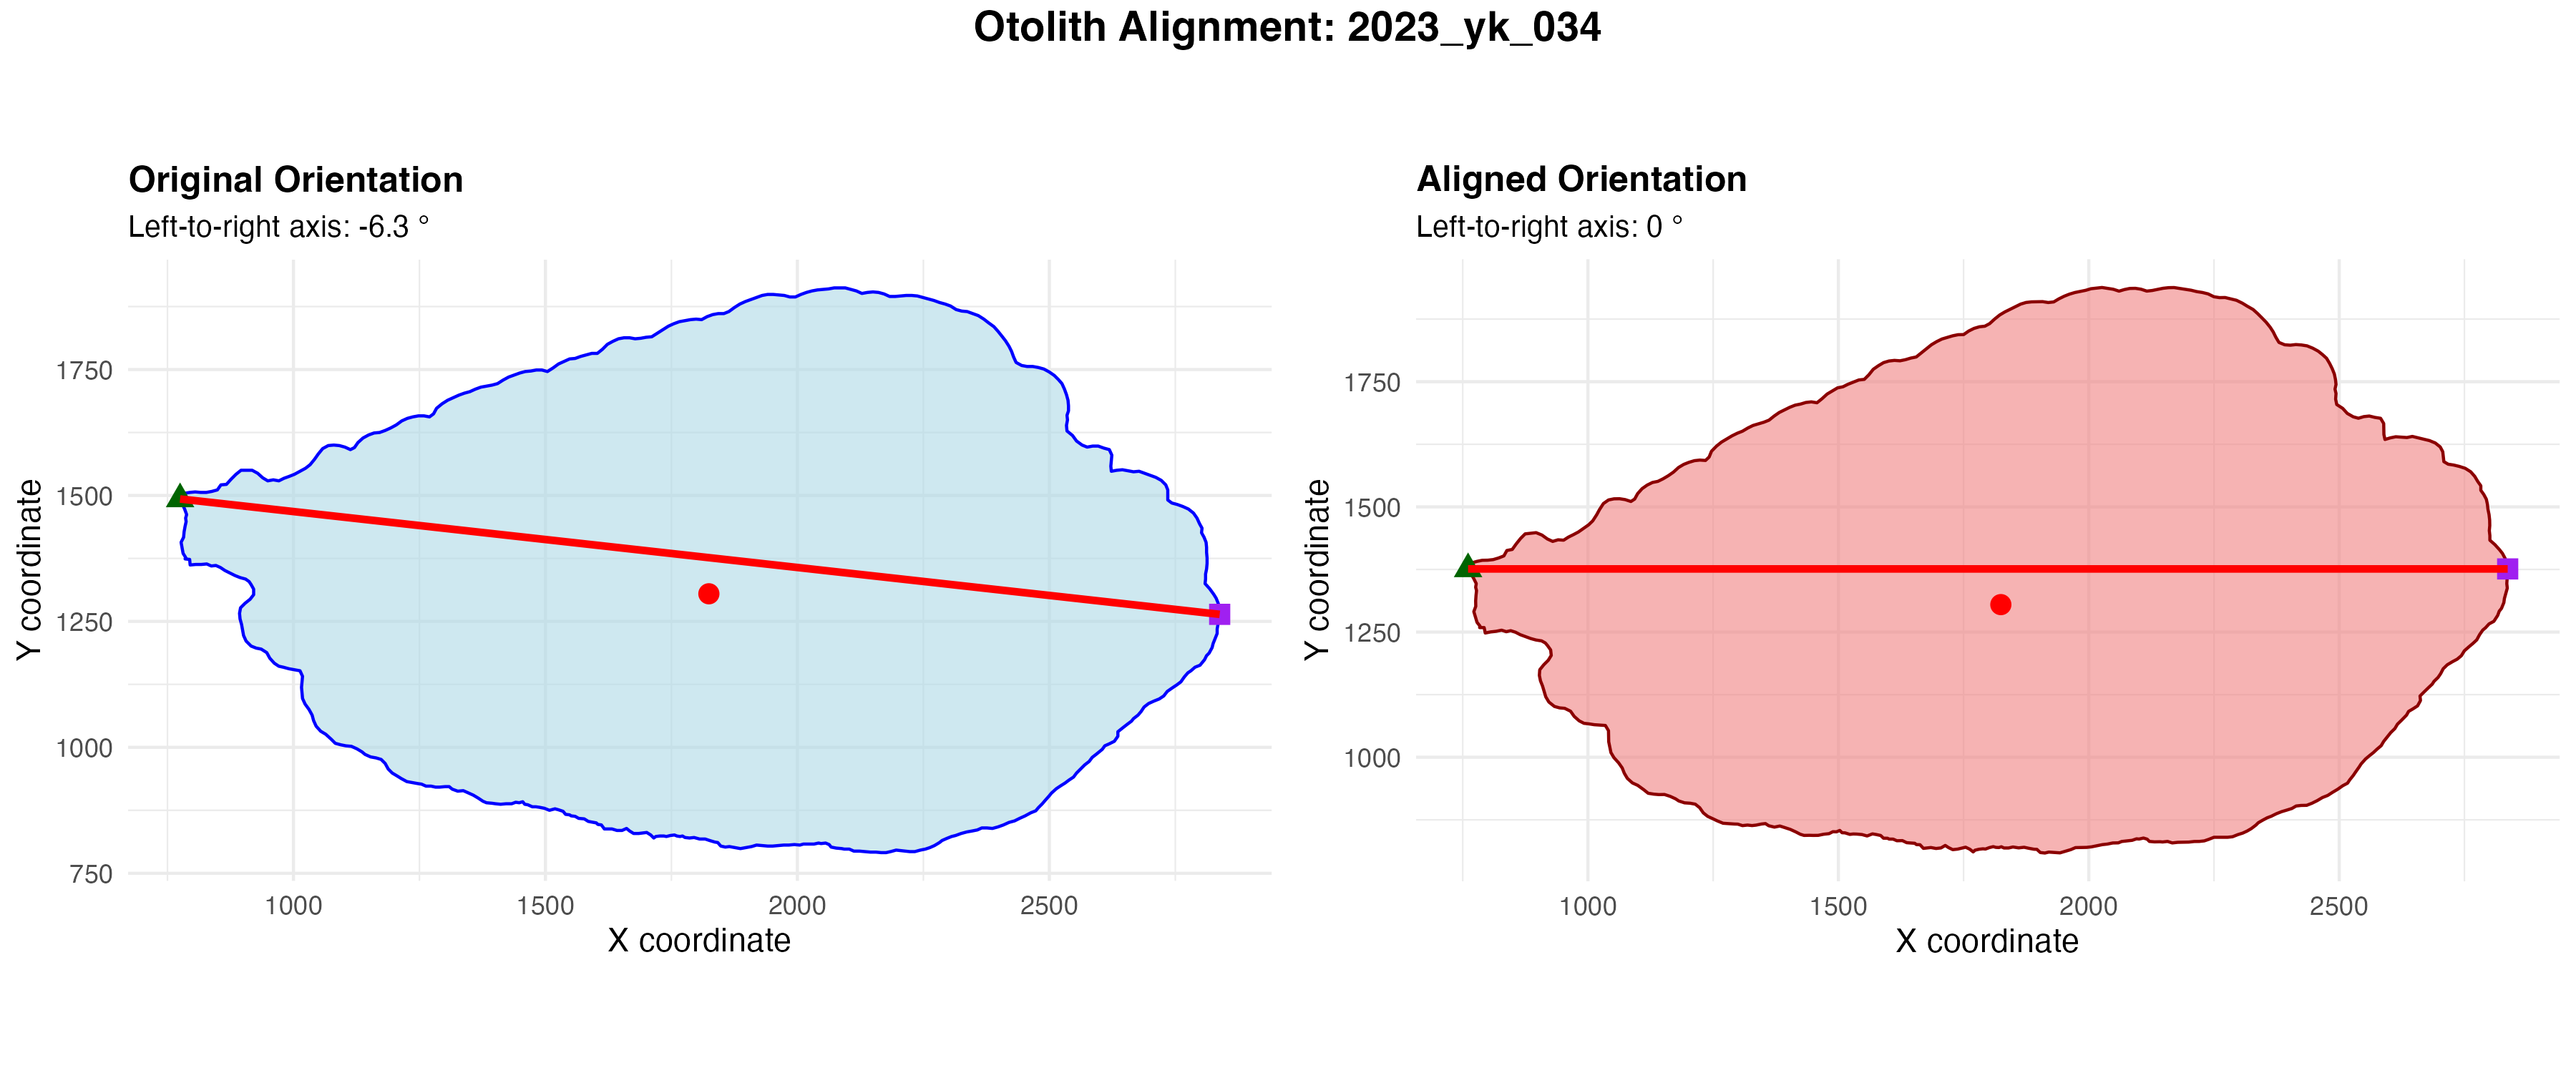 Otolith Alignment: 2023_yk_034
Original Orientation
Left-to-right axis: -6.3 °
Y coordinate
1750
1500
1250
1000
750
1000 1500 2000 2500
X coordinate
Aligned Orientation
Left-to-right axis: 0 °
Y coordinate
1750
1500
1250
1000
1000 1500 2000 2500
X coordinate